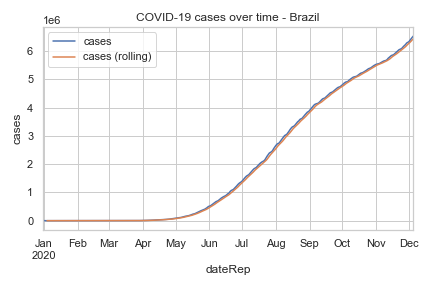 COVID-19 cases over time - Brazil
1e6
cases
cases (rolling)
6
5
4
3
2
1
0
cases
Jan Feb Mar Apr May Jun Jul Aug Sep Oct Nov Dec
2020
dateRep